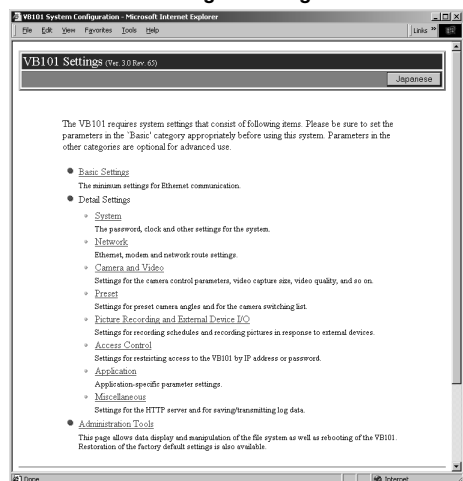 VB101 System Configuration - Microsoft Internet Explorer
File Edit View Favorites Tools Help
Links »
VB101 Settings (Ver. 3.0 Rev. 65)
Japanese
The VB101 requires system settings that consist of following items. Please be sure to set the
parameters in the `Basic' category appropriately before using this system. Parameters in the
other categories are optional for advanced use.
Basic Settings
The minimum settings for Ethernet communication.
Detail Settings
System
The password, clock and other settings for the system.
Network
Ethernet, modem and network route settings.
Camera and Video
Settings for the camera control parameters, video capture size, video quality, and so on.
Preset
Settings for preset camera angles and for the camera switching list.
Picture Recording and External Device I/O
Settings for recording schedules and recording pictures in response to external devices.
Access Control
Settings for restricting access to the VB101 by IP address or password.
Application
Application-specific parameter settings.
Miscellaneous
Settings for the HTTP server and for saving/transmitting log data.
Administration Tools
This page allows data display and manipulation of the file system as well as rebooting of the VB101.
Restoration of the factory default settings is also available.
Done
Internet